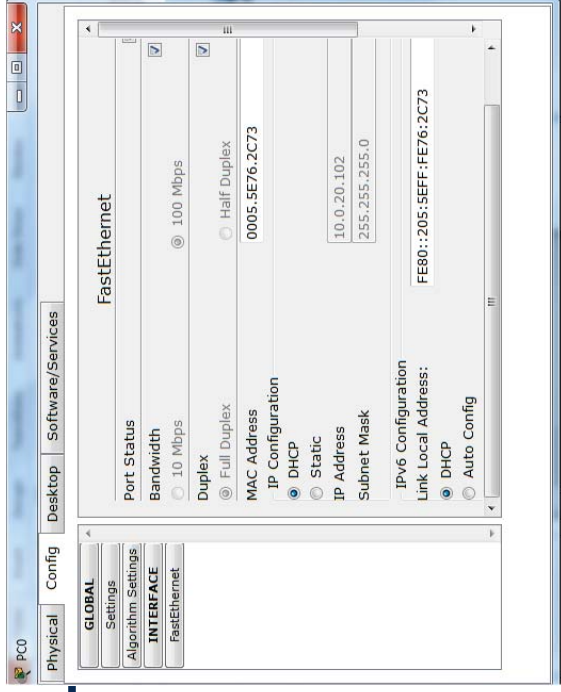 PC0
Physical Config Desktop Software/Services
GLOBAL
Settings
Algorithm Settings
INTERFACE
FastEthernet
FastEthernet
Port Status
Bandwidth
10 Mbps 100 Mbps
Duplex
Full Duplex Half Duplex
MAC Address 0005.5E76.2C73
IP Configuration
DHCP
Static
IP Address 10.0.20.102
Subnet Mask 255.255.255.0
IPv6 Configuration
Link Local Address: FE80::205:5EFF:FE76:2C73
DHCP
Auto Config